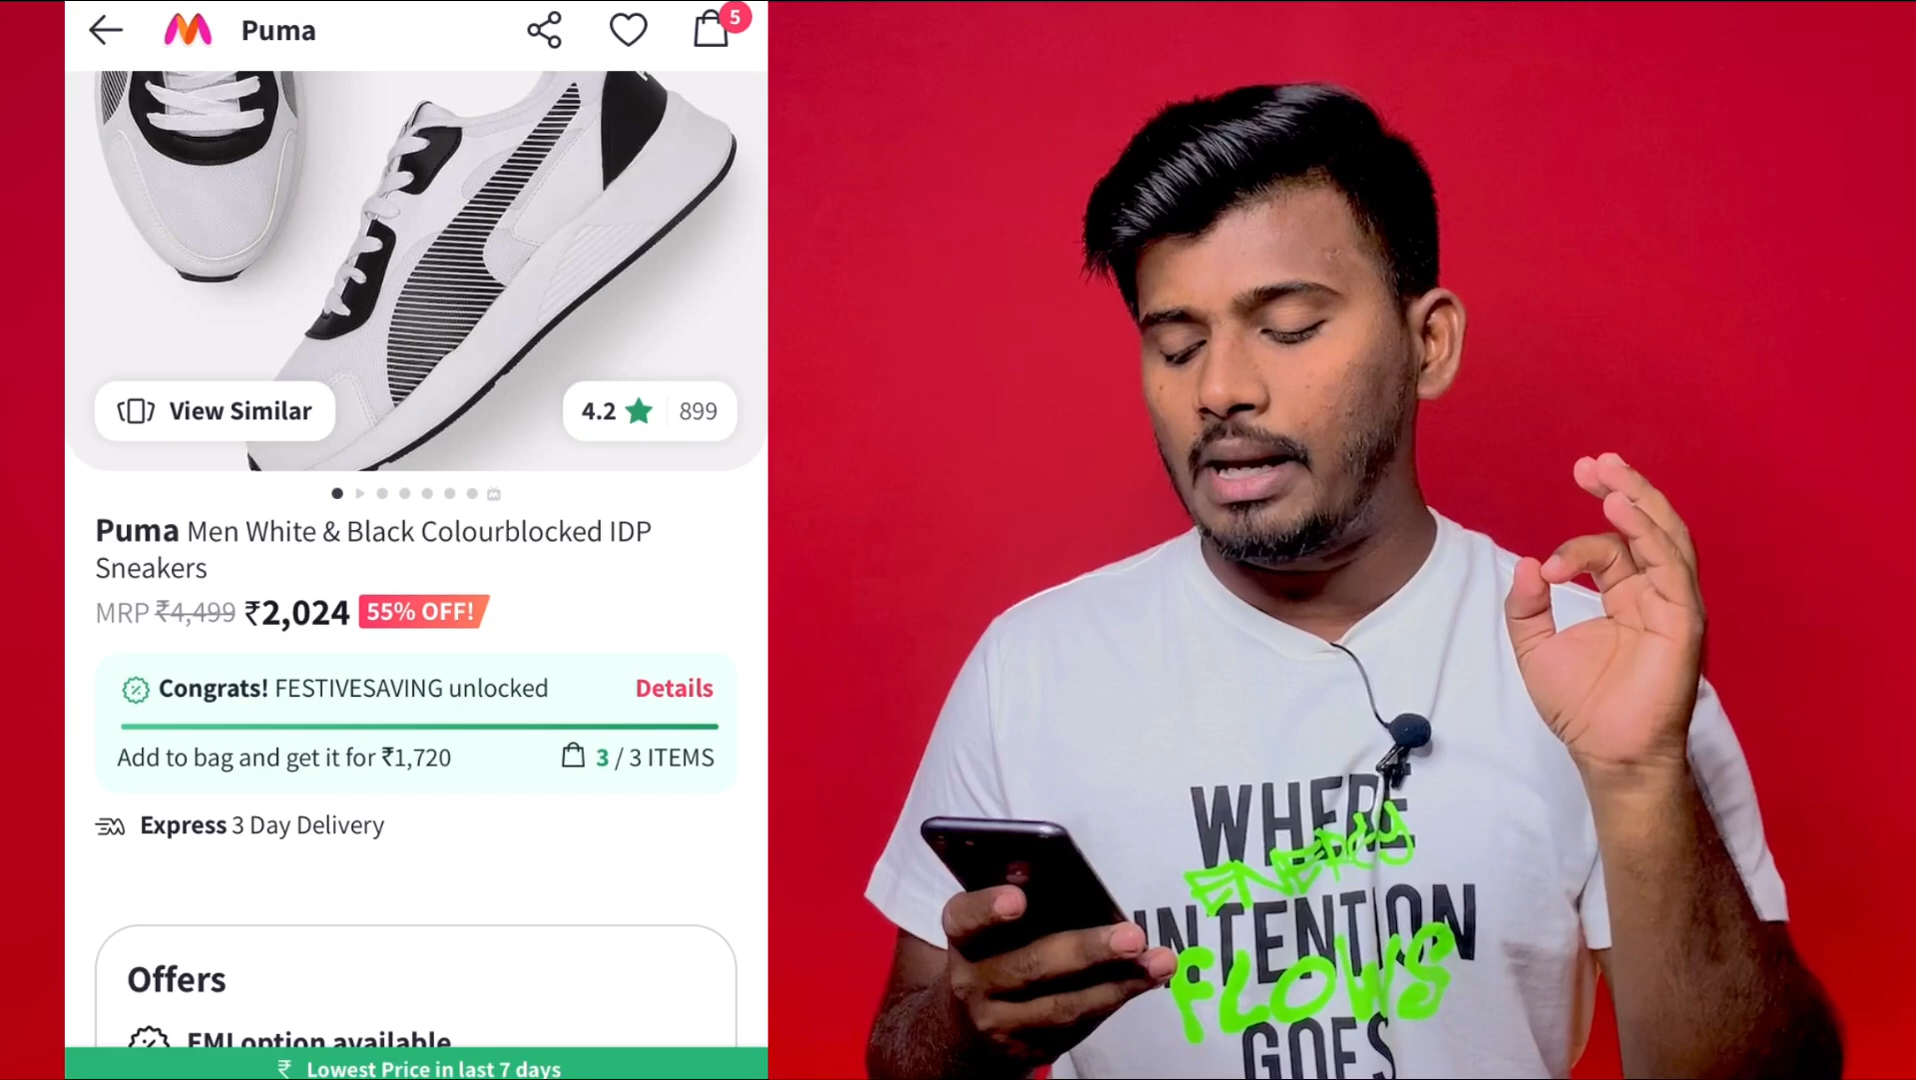 Puma
5
View Similar
4.2 899
Puma Men White & Black Colourblocked IDP
Sneakers
MRP ₹4,499 ₹2,024 55% OFF!
Congrats! FESTIVESAVING unlocked Details
Add to bag and get it for ₹1,720 3 / 3 ITEMS
Express 3 Day Delivery
Offers
EMI option available
₹ Lowest Price in last 7 days
WHERE
ENERGY
INTENTION
FLOWS
GOES